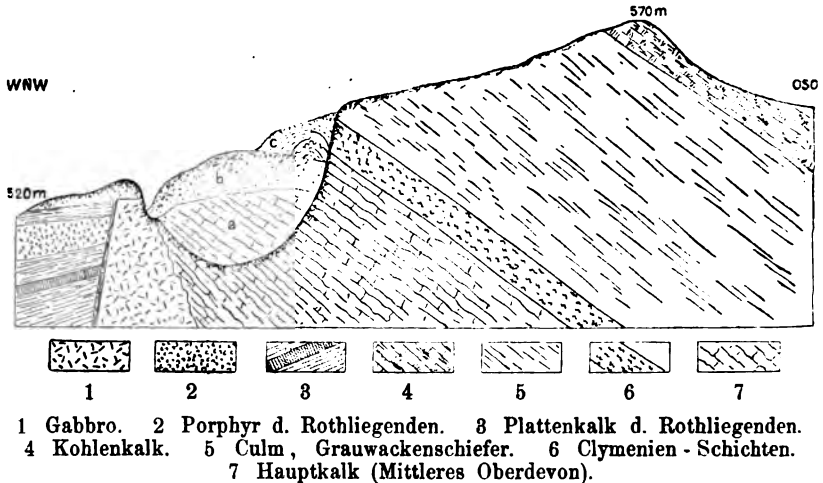 570m
WNW
OSO
c
b
520m
a
1 2 3 4 5 6 7
1 Gabbro. 2 Porphyr d. Rothliegenden. 3 Plattenkalk d. Rothliegenden.
4 Kohlenkalk. 5 Culm, Grauwackenschiefer. 6 Clymenien-Schichten.
7 Hauptkalk (Mittleres Oberdevon).